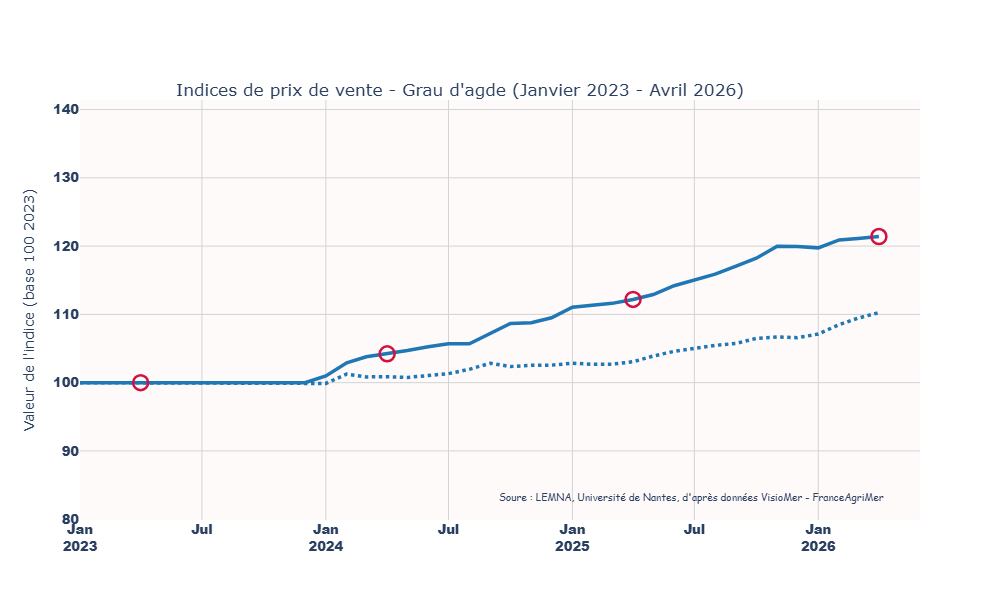 Indices de prix de vente - Grau d'agde (Janvier 2023 - Avril 2026)
Valeur de l'indice (base 100 2023)
140
130
120
110
100
90
80
Jan Jul Jan Jul Jan Jul Jan
2023 2024 2025 2026
Soure : LEMNA, Université de Nantes, d'après données VisioMer - FranceAgriMer